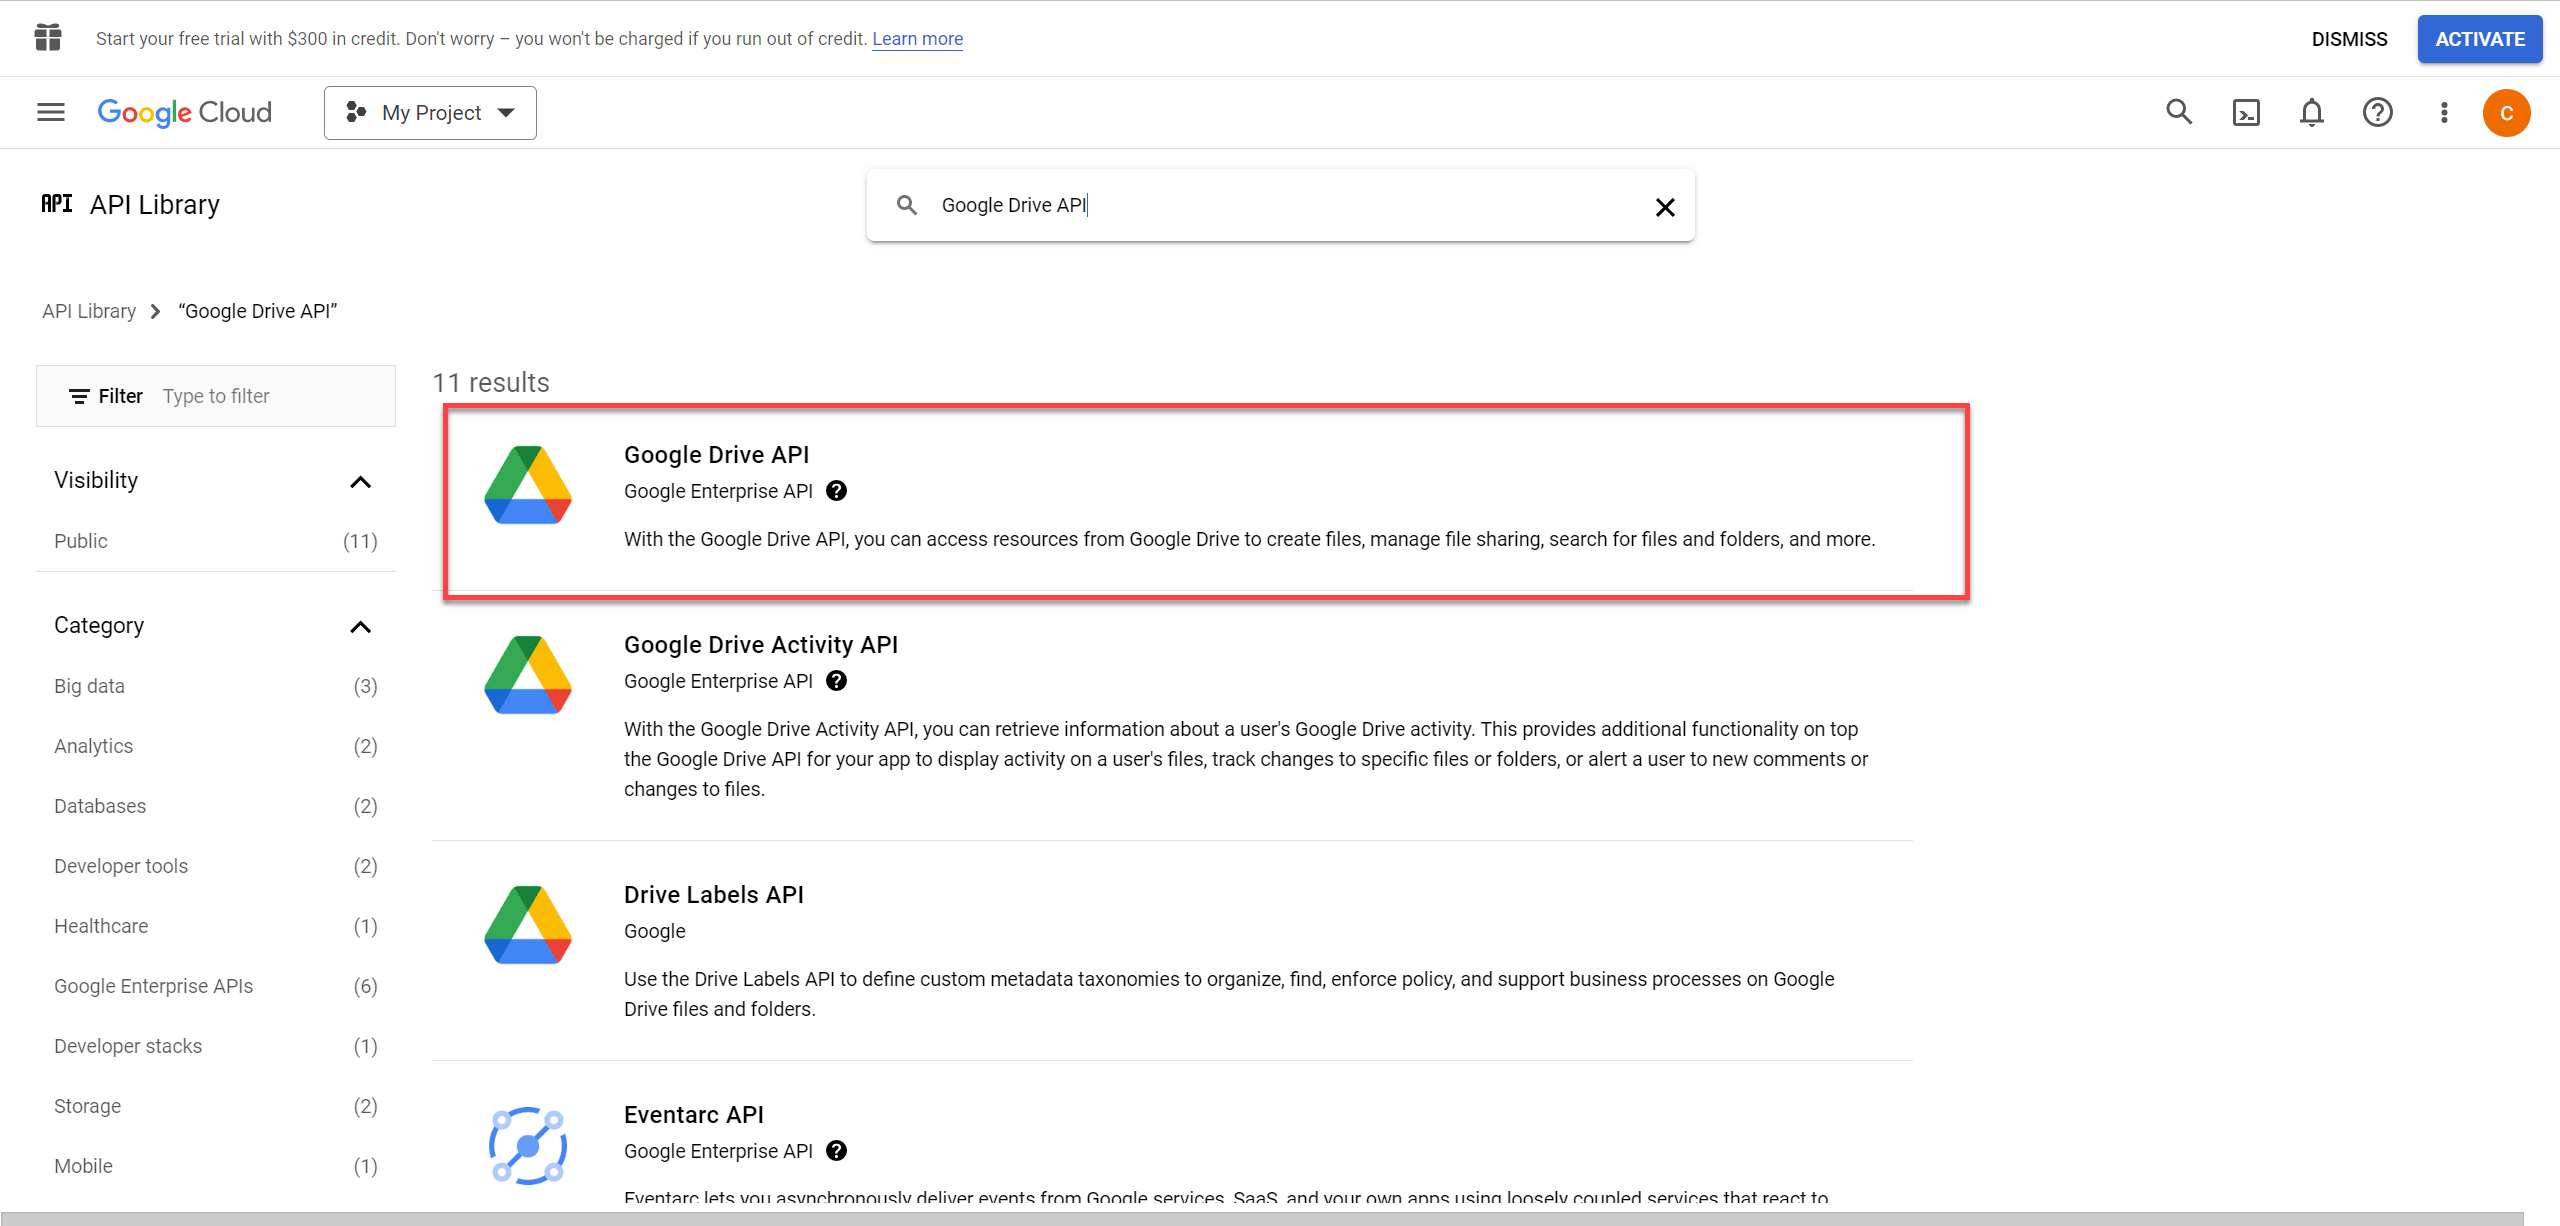 Start your free trial with $300 in credit. Don't worry – you won't be charged if you run out of credit. Learn more
DISMISS
ACTIVATE
Google Cloud
My Project
C
API API Library
Google Drive API
API Library
“Google Drive API”
Filter Type to filter
Visibility
Public (11)
Category
Big data (3)
Analytics (2)
Databases (2)
Developer tools (2)
Healthcare (1)
Google Enterprise APIs (6)
Developer stacks (1)
Storage (2)
Mobile (1)
11 results
Google Drive API
Google Enterprise API
With the Google Drive API, you can access resources from Google Drive to create files, manage file sharing, search for files and folders, and more.
Google Drive Activity API
Google Enterprise API
With the Google Drive Activity API, you can retrieve information about a user's Google Drive activity. This provides additional functionality on top
the Google Drive API for your app to display activity on a user's files, track changes to specific files or folders, or alert a user to new comments or
changes to files.
Drive Labels API
Google
Use the Drive Labels API to define custom metadata taxonomies to organize, find, enforce policy, and support business processes on Google
Drive files and folders.
Eventarc API
Google Enterprise API
Eventarc lets you asynchronously deliver events from Google services, SaaS, and your own apps using loosely coupled services that react to